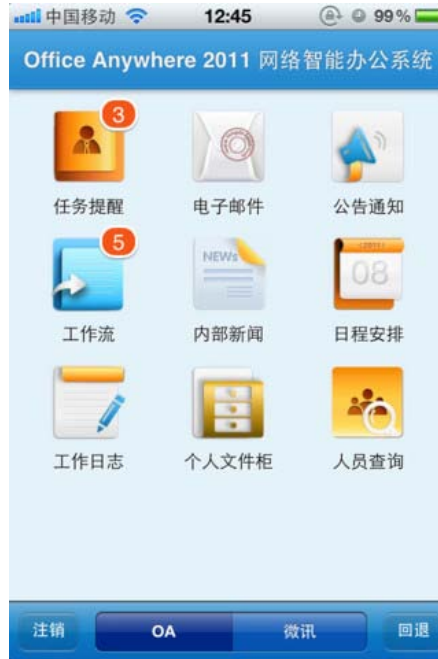 中国移动 12:45 99%
Office Anywhere 2011 网络智能办公系统
3
任务提醒 电子邮件 公告通知
5 NEWs 08
工作流 内部新闻 日程安排
工作日志 个人文件柜 人员查询
注销 OA 微讯 回退